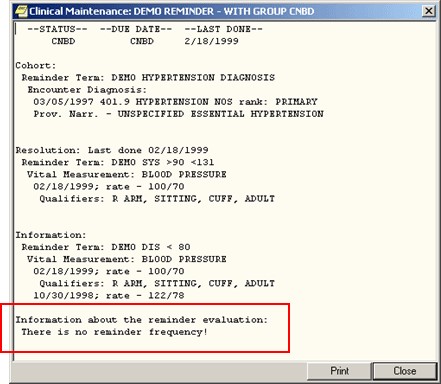 Clinical Maintenance: DEMO REMINDER - WITH GROUP CNBD
--STATUS-- --DUE DATE-- --LAST DONE--
CNBD CNBD 2/18/1999
Cohort:
Reminder Term: DEMO HYPERTENSION DIAGNOSIS
Encounter Diagnosis:
03/05/1997 401.9 HYPERTENSION NOS rank: PRIMARY
Prov. Narr. - UNSPECIFIED ESSENTIAL HYPERTENSION
Resolution: Last done 02/18/1999
Reminder Term: DEMO SYS >90 <131
Vital Measurement: BLOOD PRESSURE
02/18/1999; rate - 100/70
Qualifiers: R ARM, SITTING, CUFF, ADULT
Information:
Reminder Term: DEMO DIS < 80
Vital Measurement: BLOOD PRESSURE
02/18/1999; rate - 100/70
Qualifiers: R ARM, SITTING, CUFF, ADULT
10/30/1998; rate - 122/78
Information about the reminder evaluation:
There is no reminder frequency!
Print Close